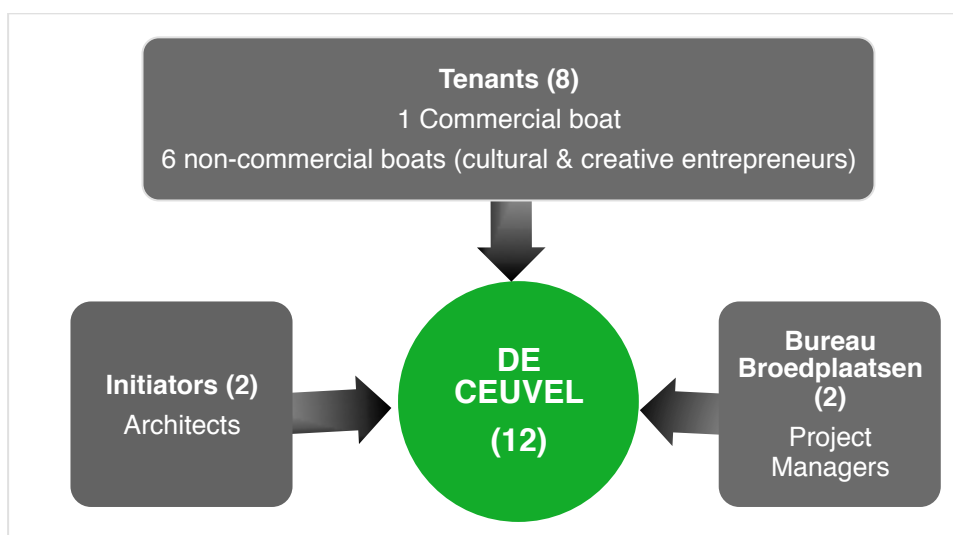 Tenants (8)
1 Commercial boat
6 non-commercial boats (cultural & creative entrepreneurs)
Initiators (2)
Architects
DE
CEUVEL
(12)
Bureau
Broedplaatsen
(2)
Project
Managers